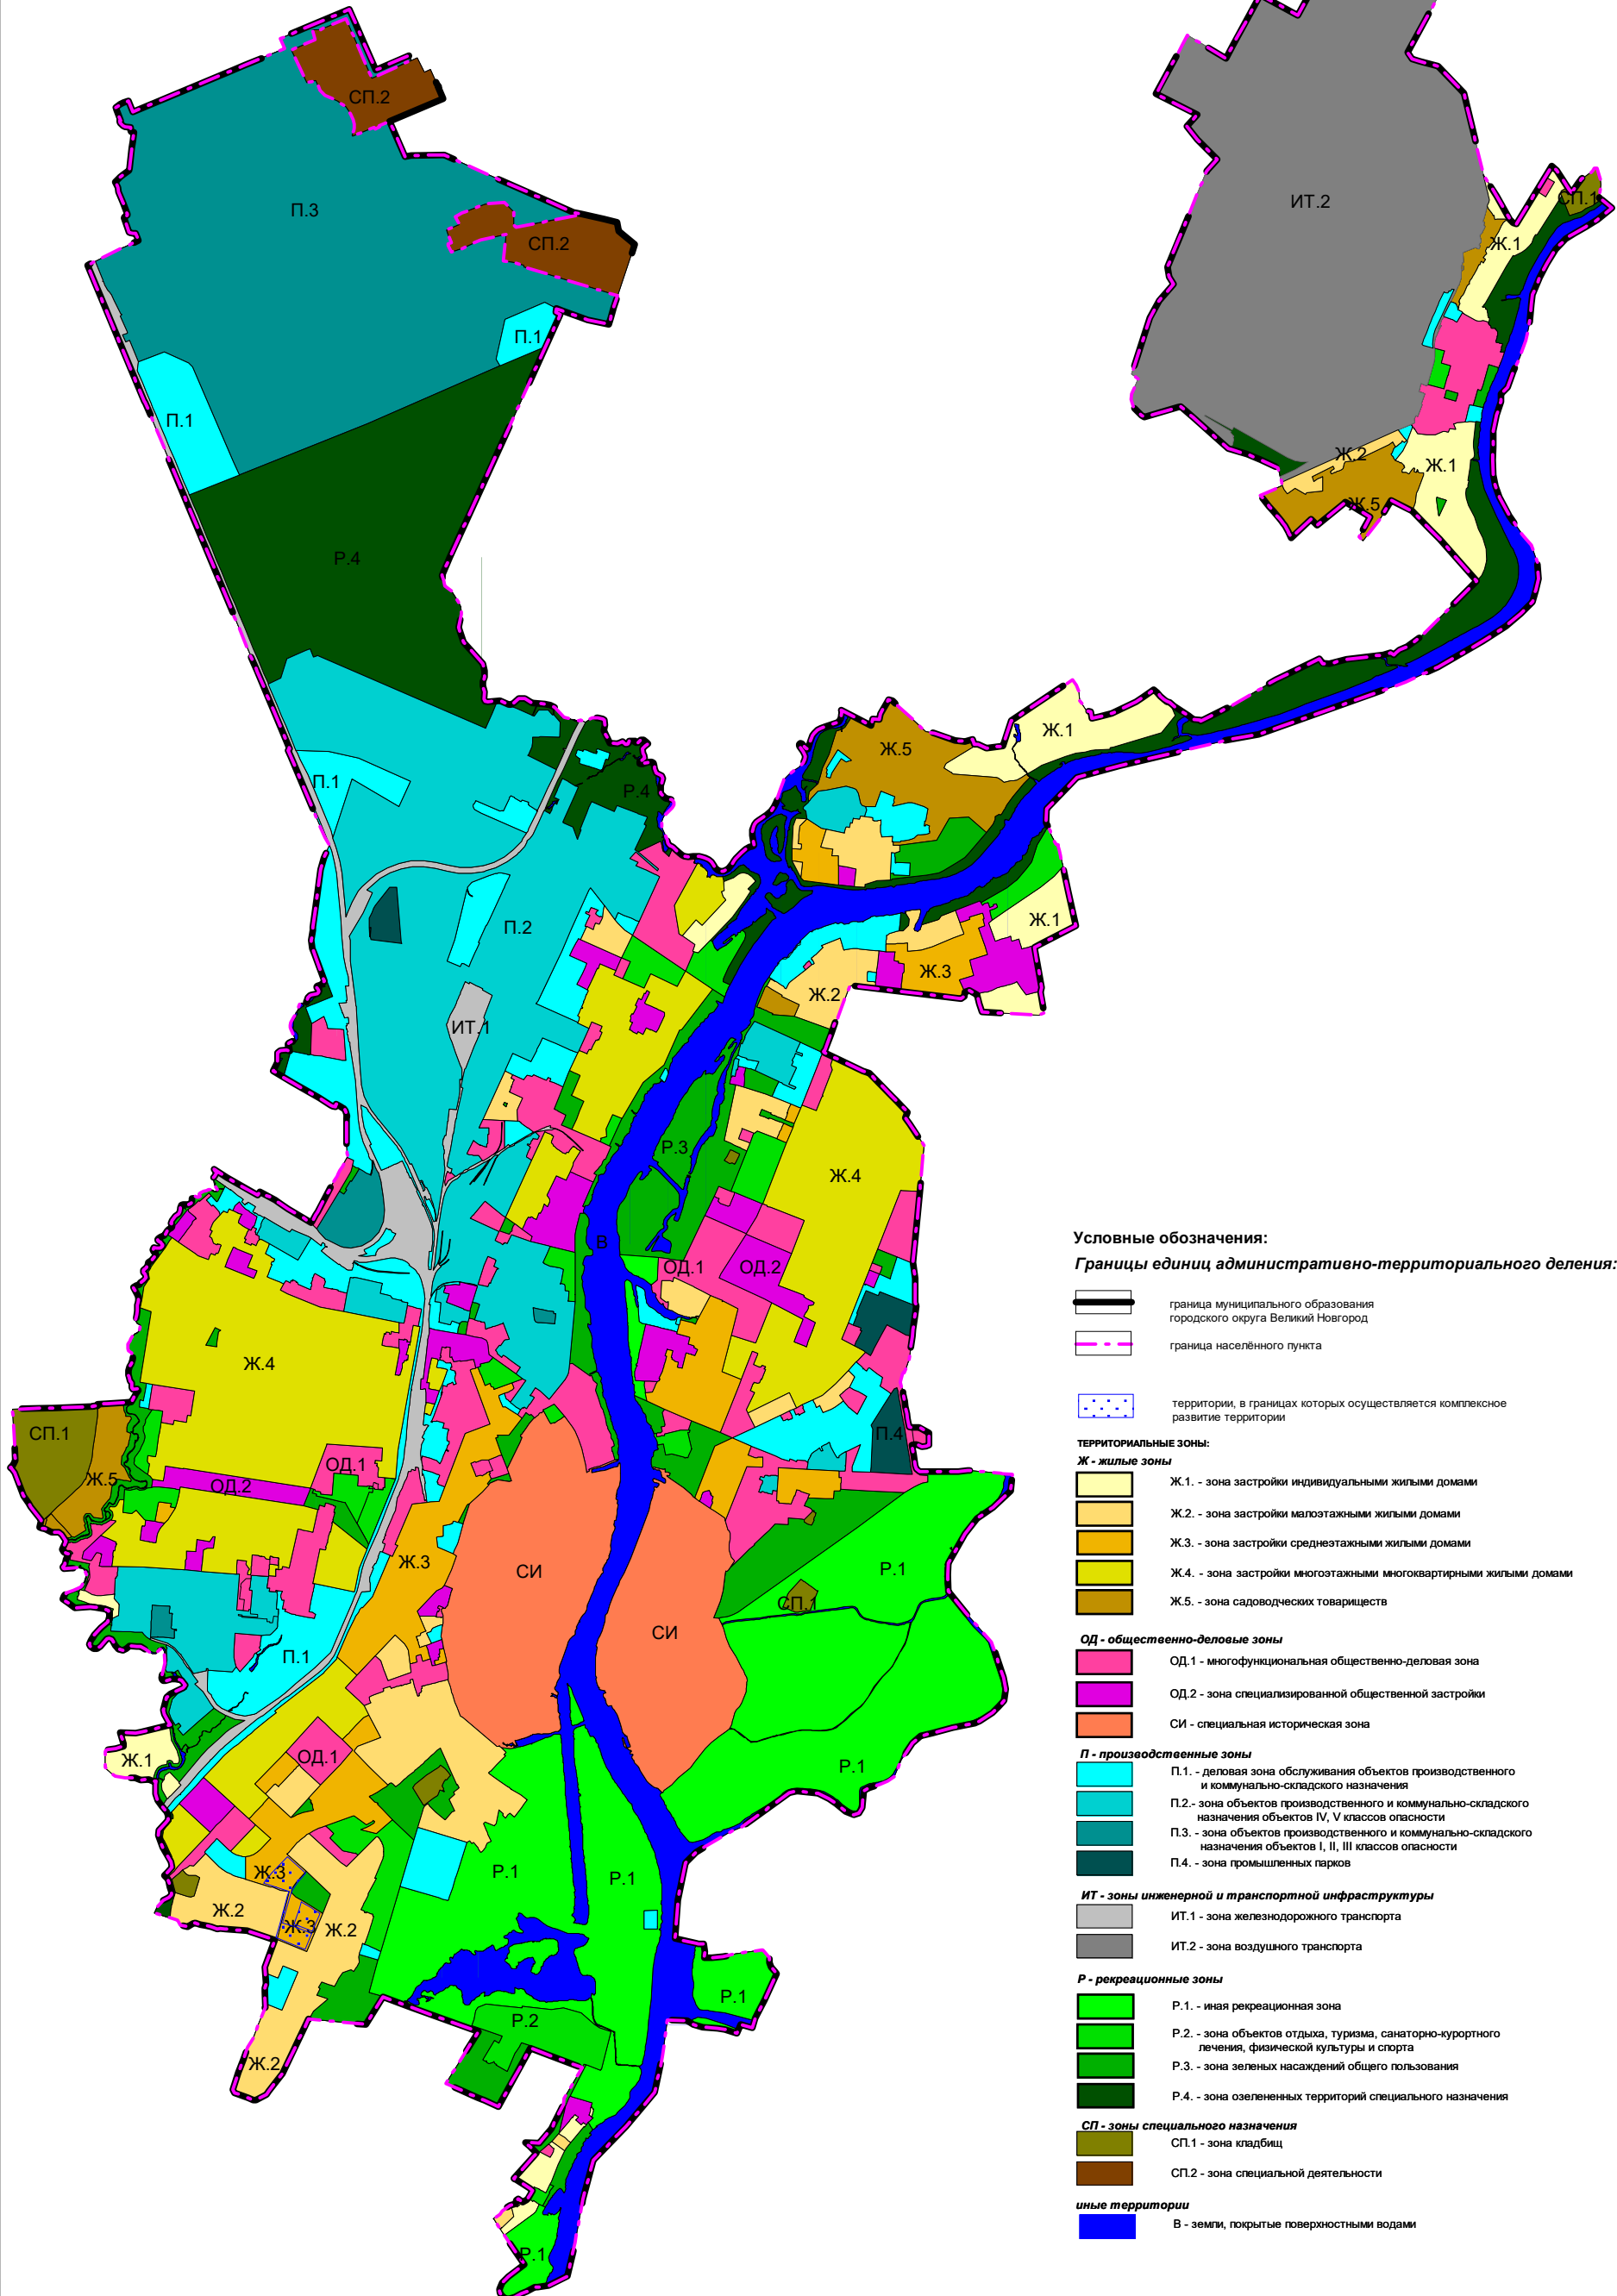 СП.2
П.3
ИТ.2
СП.1
СП.2
Ж.1
П.1
П.1
Ж.2
Ж.1
Ж.5
Р.4
Ж.1
Ж.5
П.1
Р.4
Ж.1
П.2
Ж.3
Ж.2
ИТ.1
Р.3
Ж.4
В
ОД.1
ОД.2
Ж.4
СП.1
П.4
ОД.1
Ж.5
ОД.2
Ж.3
СИ
Р.1
СП.1
СИ
П.1
Ж.1
ОД.1
Р.1
Ж.3
Р.1
Р.1
Ж.2
Ж.3
Ж.2
Р.1
Р.2
Ж.2
Р.1
Условные обозначения:
Границы единиц административно-территориального деления:
граница муниципального образования
городского округа Великий Новгород
граница населённого пункта
территории, в границах которых осуществляется комплексное
развитие территории
ТЕРРИТОРИАЛЬНЫЕ ЗОНЫ:
Ж - жилые зоны
Ж.1. - зона застройки индивидуальными жилыми домами
Ж.2. - зона застройки малоэтажными жилыми домами
Ж.3. - зона застройки среднеэтажными жилыми домами
Ж.4. - зона застройки многоэтажными многоквартирными жилыми домами
Ж.5. - зона садоводческих товариществ
ОД - общественно-деловые зоны
ОД.1 - многофункциональная общественно-деловая зона
ОД.2 - зона специализированной общественной застройки
СИ - специальная историческая зона
П - производственные зоны
П.1. - деловая зона обслуживания объектов производственного
и коммунально-складского назначения
П.2.- зона объектов производственного и коммунально-складского
назначения объектов IV, V классов опасности
П.3. - зона объектов производственного и коммунально-складского
назначения объектов I, II, III классов опасности
П.4. - зона промышленных парков
ИТ - зоны инженерной и транспортной инфраструктуры
ИТ.1 - зона железнодорожного транспорта
ИТ.2 - зона воздушного транспорта
Р - рекреационные зоны
Р.1. - иная рекреационная зона
Р.2. - зона объектов отдыха, туризма, санаторно-курортного
лечения, физической культуры и спорта
Р.3. - зона зеленых насаждений общего пользования
Р.4. - зона озелененных территорий специального назначения
СП - зоны специального назначения
СП.1 - зона кладбищ
СП.2 - зона специальной деятельности
иные территории
В - земли, покрытые поверхностными водами